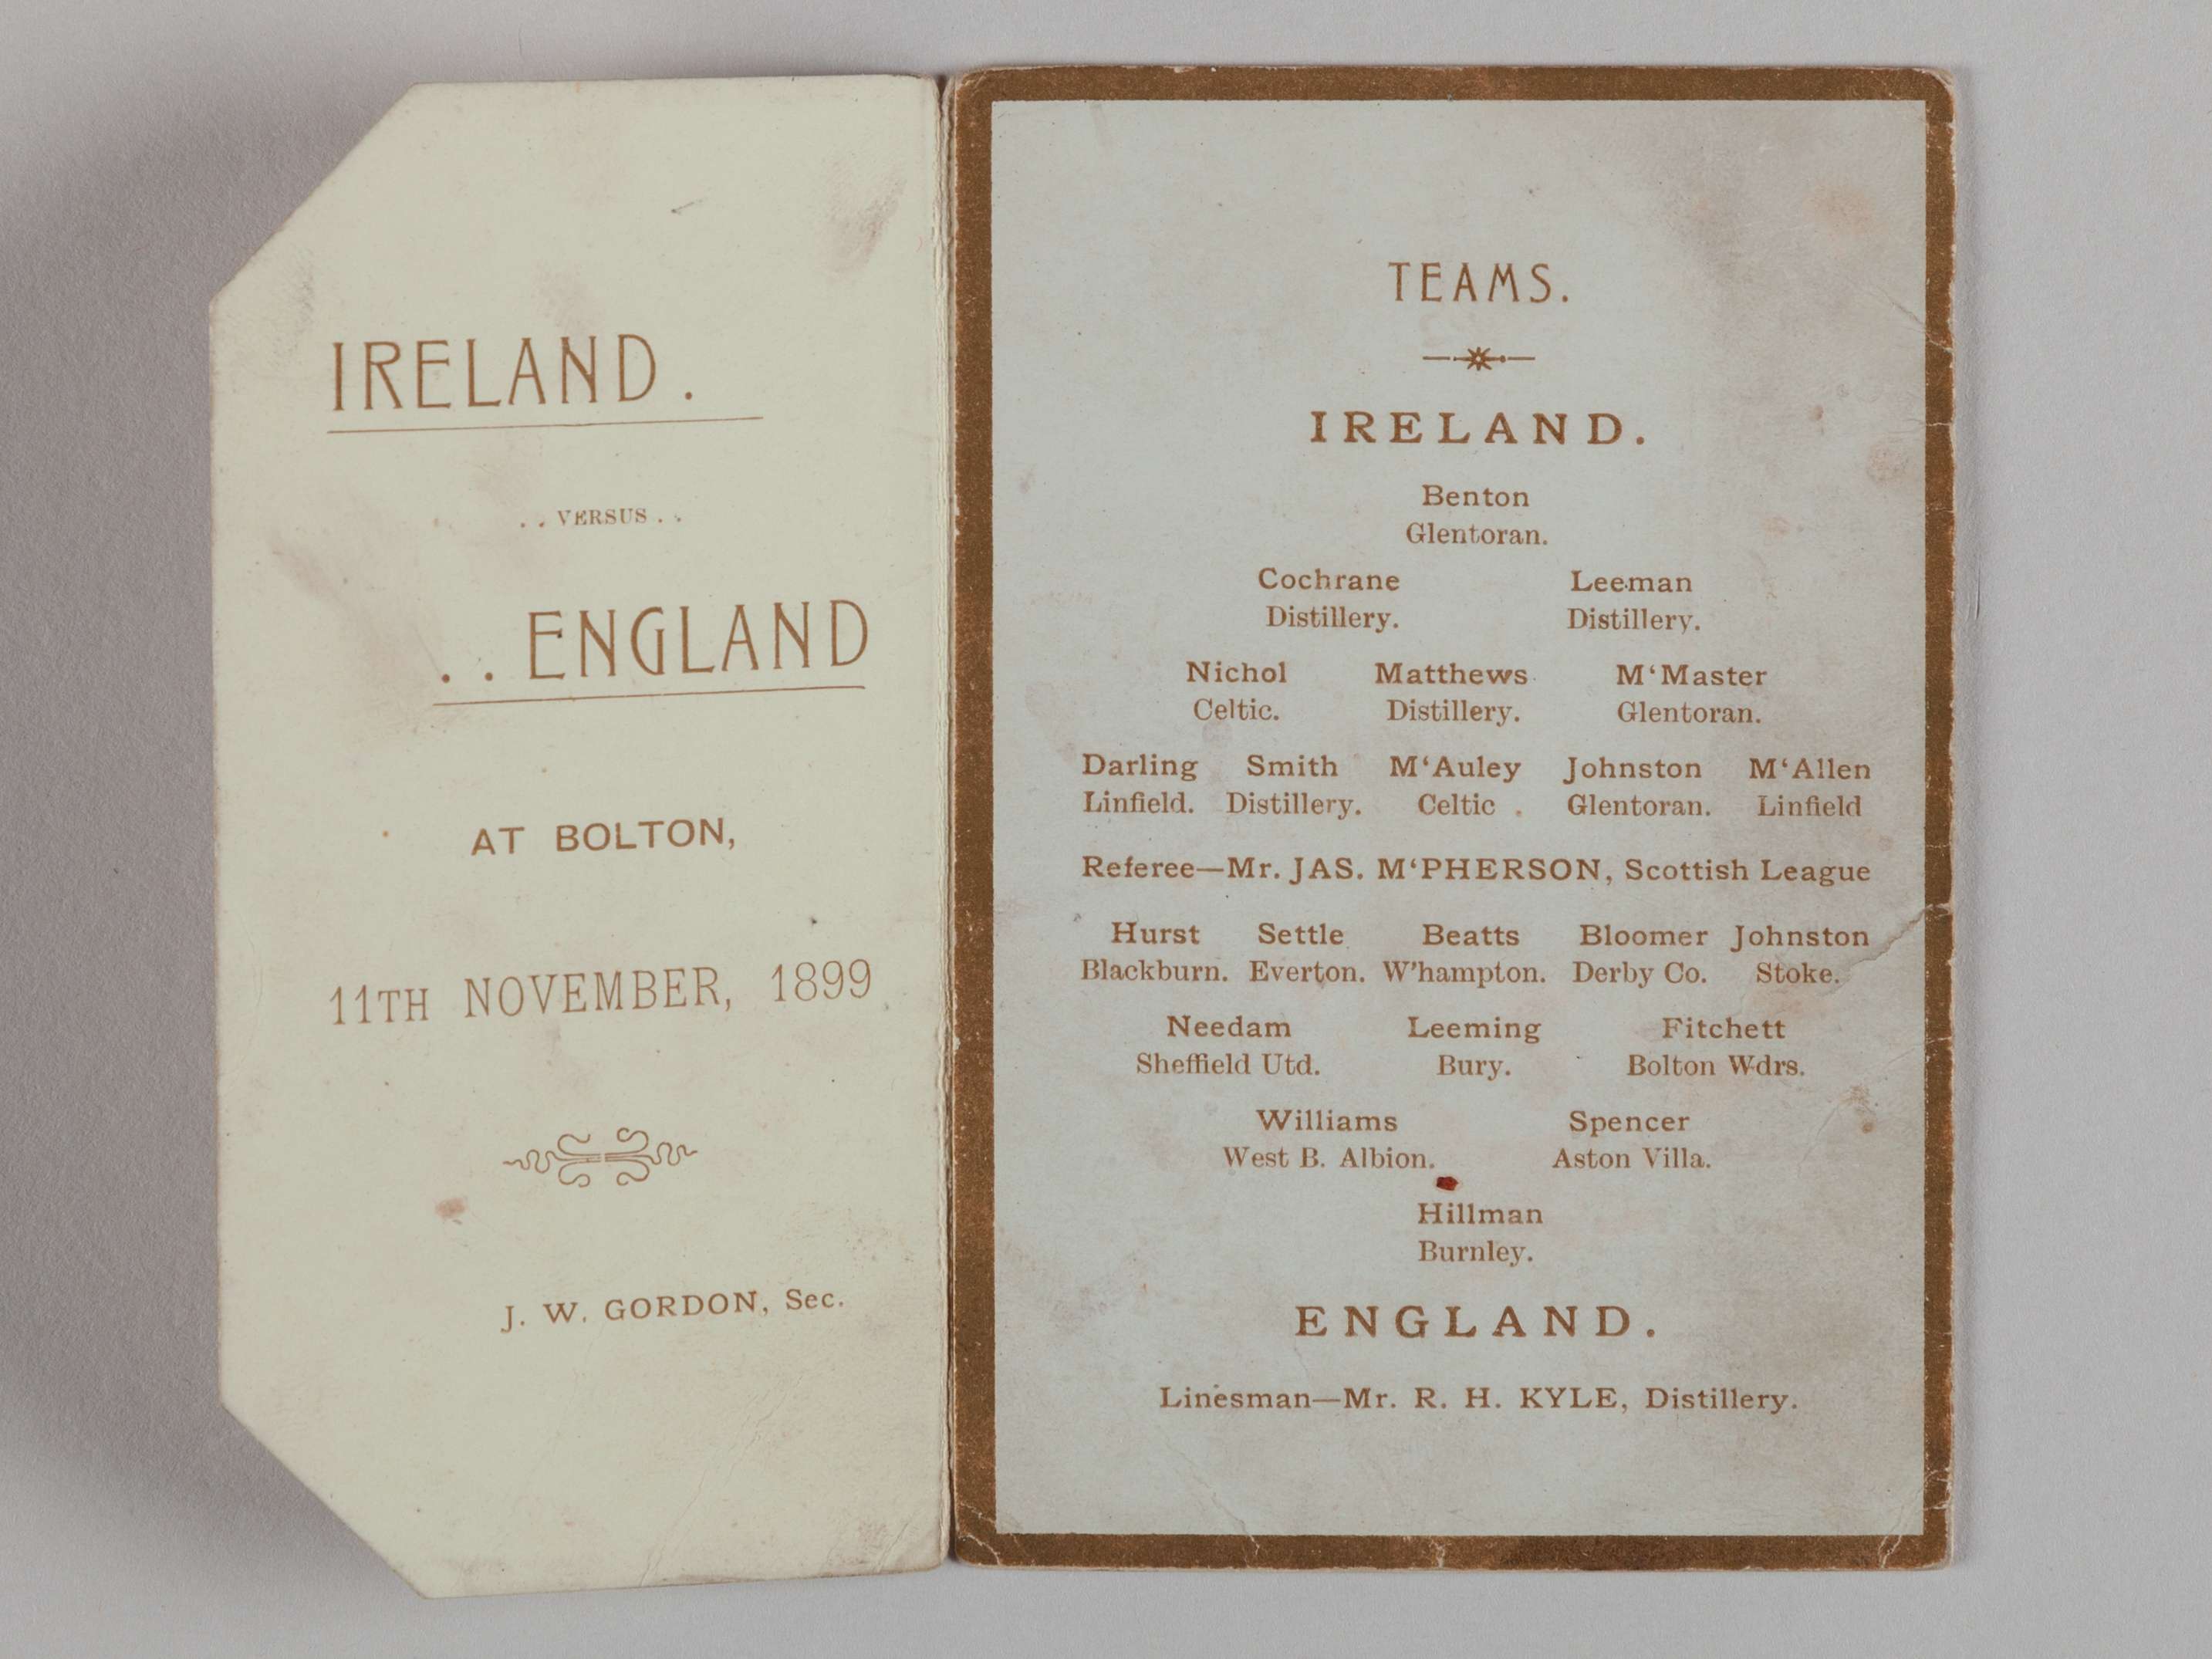 IRELAND.
. . VERSUS . .
. . ENGLAND
AT BOLTON,
11TH NOVEMBER, 1899
J. W. GORDON, Sec.
TEAMS.
IRELAND.
Benton
Glentoran.
Cochrane Leeman
Distillery. Distillery.
Nichol Matthews M‘Master
Celtic. Distillery. Glentoran.
Darling Smith M‘Auley Johnston M‘Allen
Linfield. Distillery. Celtic . Glentoran. Linfield
Referee—Mr. JAS. M‘PHERSON, Scottish League
Hurst Settle Beatts Bloomer Johnston
Blackburn. Everton. W'hampton. Derby Co. Stoke.
Needam Leeming Fitchett
Sheffield Utd. Bury. Bolton Wdrs.
Williams Spencer
West B. Albion. Aston Villa.
Hillman
Burnley.
ENGLAND.
Linesman—Mr. R. H. KYLE, Distillery.